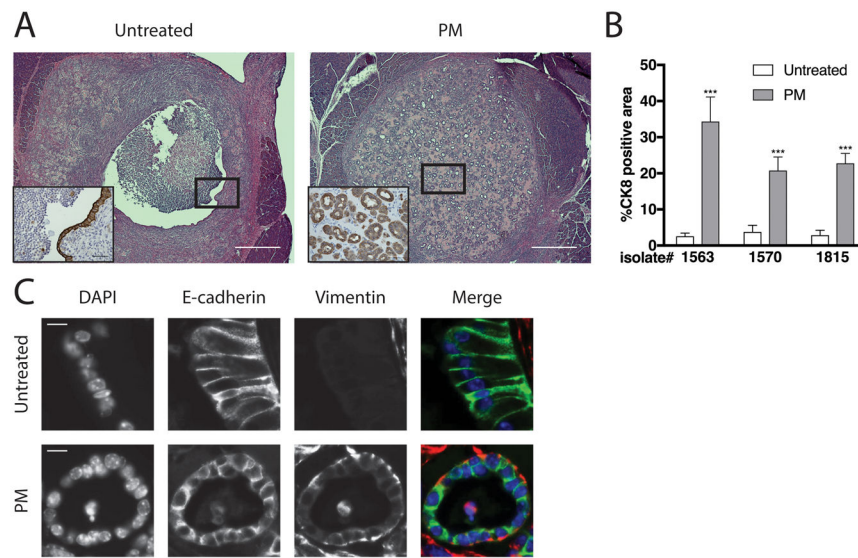 A
Untreated
PM
B
%CK8 positive area
50
40
30
20
10
0
Untreated
PM
***
***
***
isolate# 1563 1570 1815
C
DAPI E-cadherin Vimentin Merge
Untreated
PM